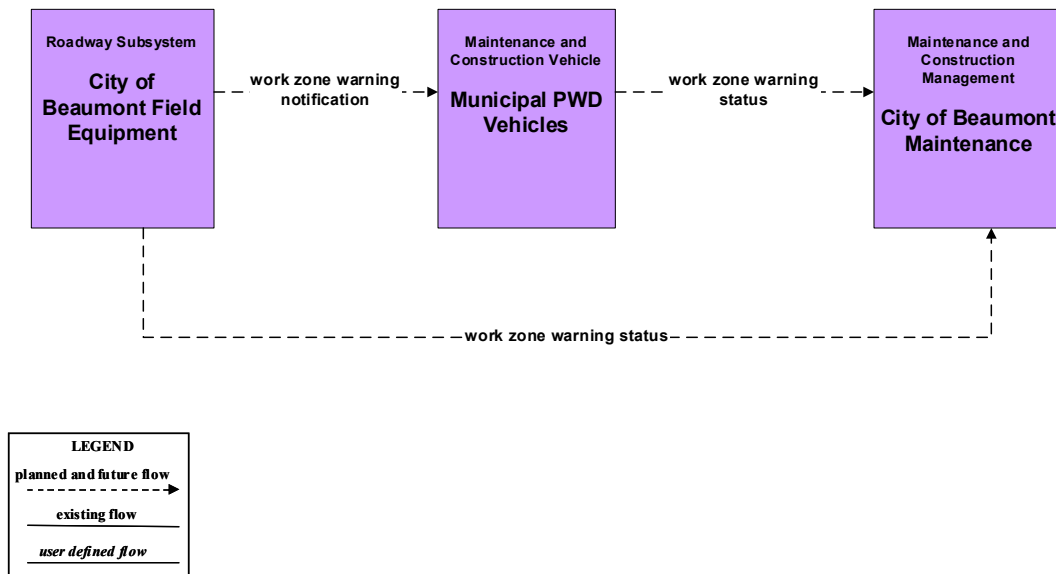 Roadway Subsystem
City of
Beaumont Field
Equipment
work zone warning
notification
Maintenance and
Construction Vehicle
Municipal PWD
Vehicles
work zone warning
status
Maintenance and
Construction
Management
City of Beaumont
Maintenance
work zone warning status
LEGEND
planned and future flow
existing flow
user defined flow